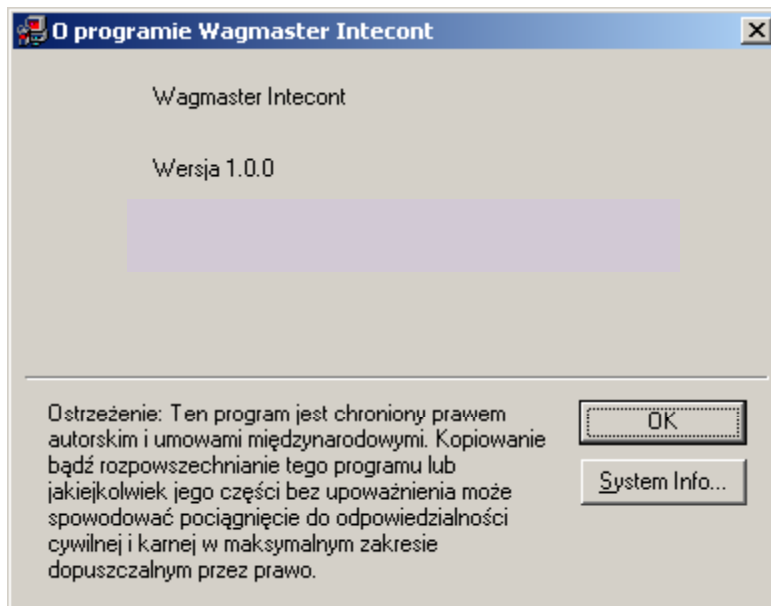 O programie Wagmaster Intecont
Wagmaster Intecont
Wersja 1.0.0
Ostrzeżenie: Ten program jest chroniony prawem
autorskim i umowami międzynarodowymi. Kopiowanie
bądź rozpowszechnianie tego programu lub
jakiejkolwiek jego części bez upoważnienia może
spowodować pociągnięcie do odpowiedzialności
cywilnej i karnej w maksymalnym zakresie
dopuszczalnym przez prawo.
OK
System Info...